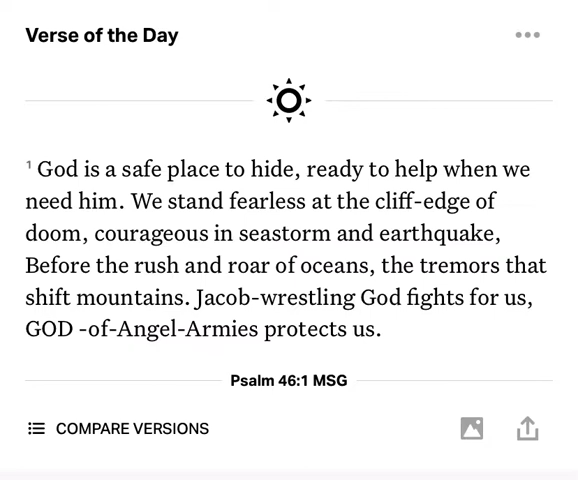 Verse of the Day
1 God is a safe place to hide, ready to help when we
need him. We stand fearless at the cliff-edge of
doom, courageous in seastorm and earthquake,
Before the rush and roar of oceans, the tremors that
shift mountains. Jacob-wrestling God fights for us,
GOD -of-Angel-Armies protects us.
Psalm 46:1 MSG
COMPARE VERSIONS